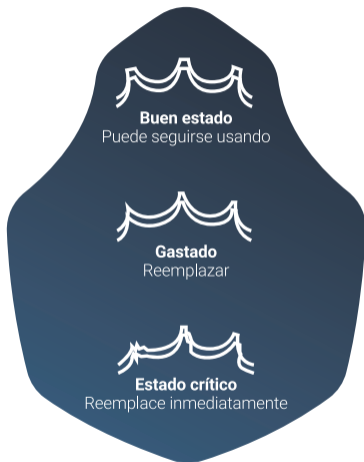 Buen estado
Puede seguirse usando
Gastado
Reemplazar
Estado crítico
Reemplace inmediatamente